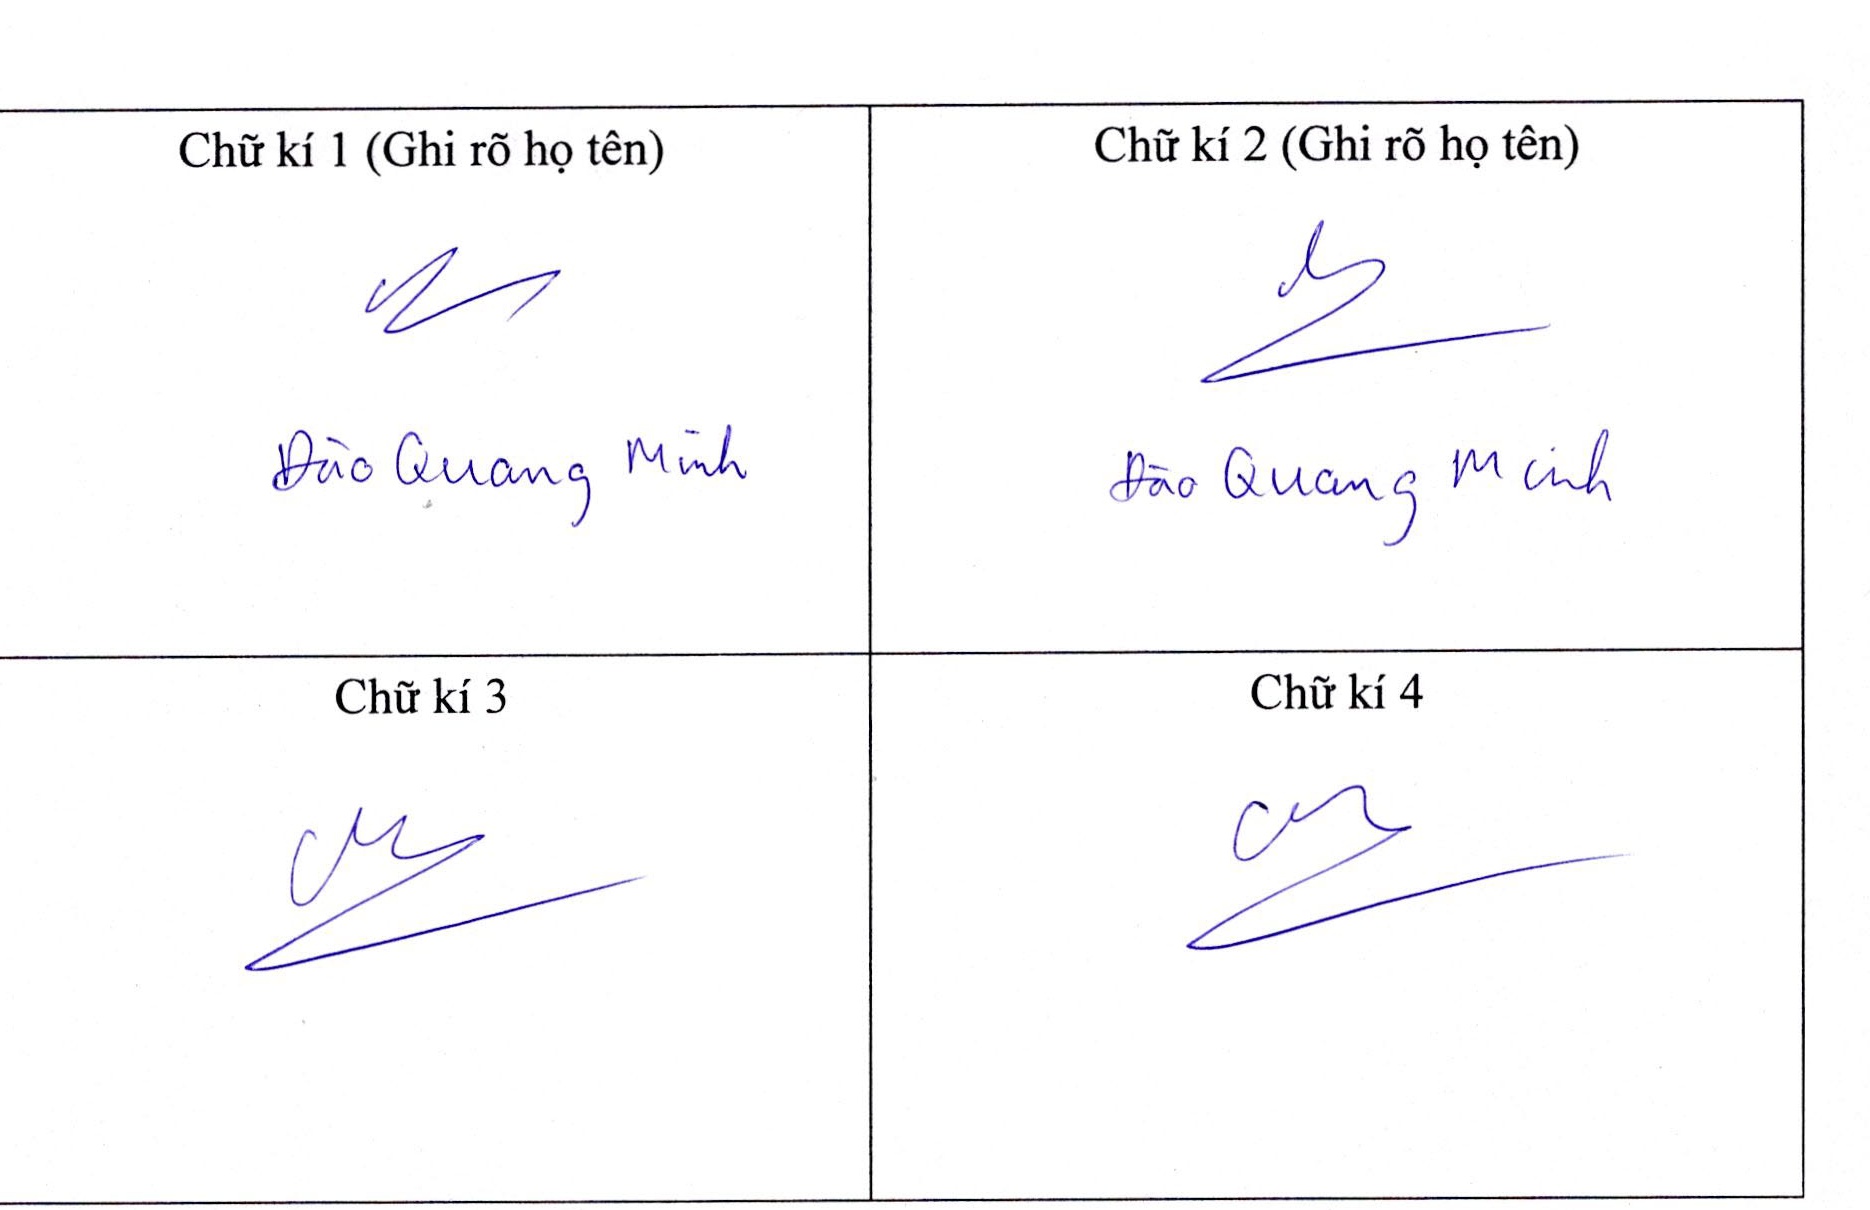 Chữ kí 1 (Ghi rõ họ tên)
Đào Quang Minh
Chữ kí 2 (Ghi rõ họ tên)
Đào Quang Minh
Chữ kí 3
Chữ kí 4